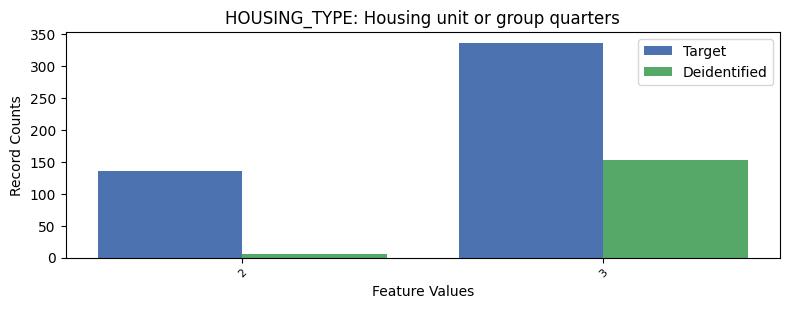 HOUSING_TYPE: Housing unit or group quarters
Target
Deidentified
Record Counts
350
300
250
200
150
100
50
0
2
3
Feature Values